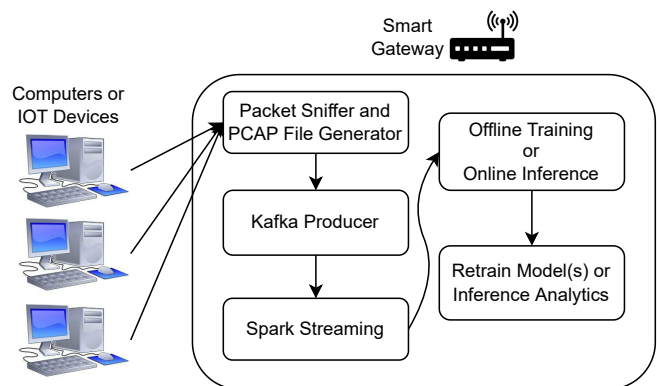 Smart
Gateway
Computers or
IOT Devices
Packet Sniffer and
PCAP File Generator
Kafka Producer
Spark Streaming
Offline Training
or
Online Inference
Retrain Model(s) or
Inference Analytics